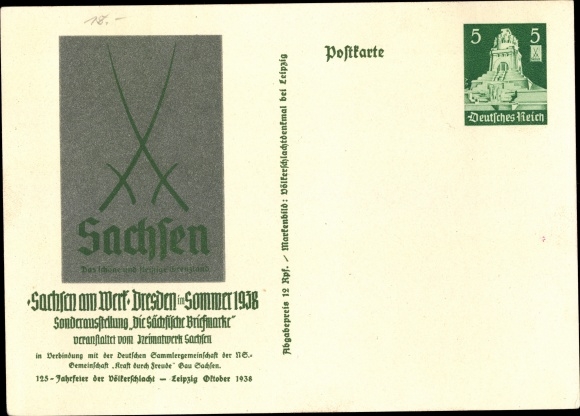 18.-
Sachsen
Das schöne und fleißige Grenzland
„Sachsen am Werk“ Dresden im Sommer 1938
Sonderausstellung „Die Sächsische Briefmarke“
veranstaltet vom Heimatwerk Sachsen
in Verbindung mit der Deutschen Sammlergemeinschaft der NS.-
Gemeinschaft „Kraft durch Freude“ Gau Sachsen.
125-Jahrfeier der Völkerschlacht — Leipzig Oktober 1938
Abgabepreis 12 Rpf. / Markenbild: Völkerschlachtdenkmal bei Leipzig
Postkarte
5 5
Deutsches Reich